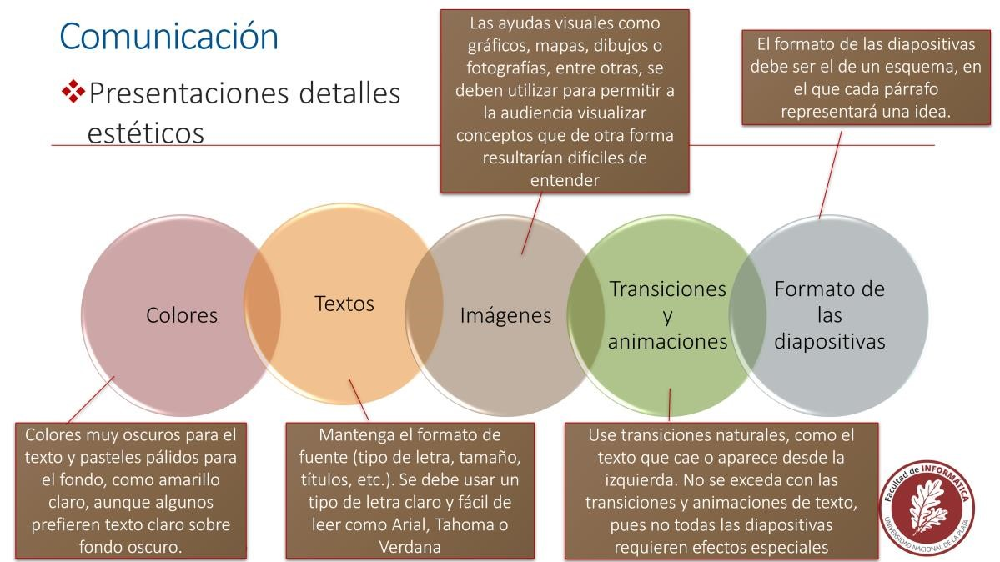 Comunicación
❖Presentaciones detalles
estéticos
Las ayudas visuales como
gráficos, mapas, dibujos o
fotografías, entre otras, se
deben utilizar para permitir a
la audiencia visualizar
conceptos que de otra forma
resultarían difíciles de
entender
El formato de las diapositivas
debe ser el de un esquema, en
el que cada párrafo
representará una idea.
Colores
Textos
Imágenes
Transiciones
y
animaciones
Formato de
las
diapositivas
Colores muy oscuros para el
texto y pasteles pálidos para
el fondo, como amarillo
claro, aunque algunos
prefieren texto claro sobre
fondo oscuro.
Mantenga el formato de
fuente (tipo de letra, tamaño,
títulos, etc.). Se debe usar un
tipo de letra claro y fácil de
leer como Arial, Tahoma o
Verdana
Use transiciones naturales, como el
texto que cae o aparece desde la
izquierda. No se exceda con las
transiciones y animaciones de texto,
pues no todas las diapositivas
requieren efectos especiales
Facultad de INFORMÁTICA
UNIVERSIDAD NACIONAL DE LA PLATA